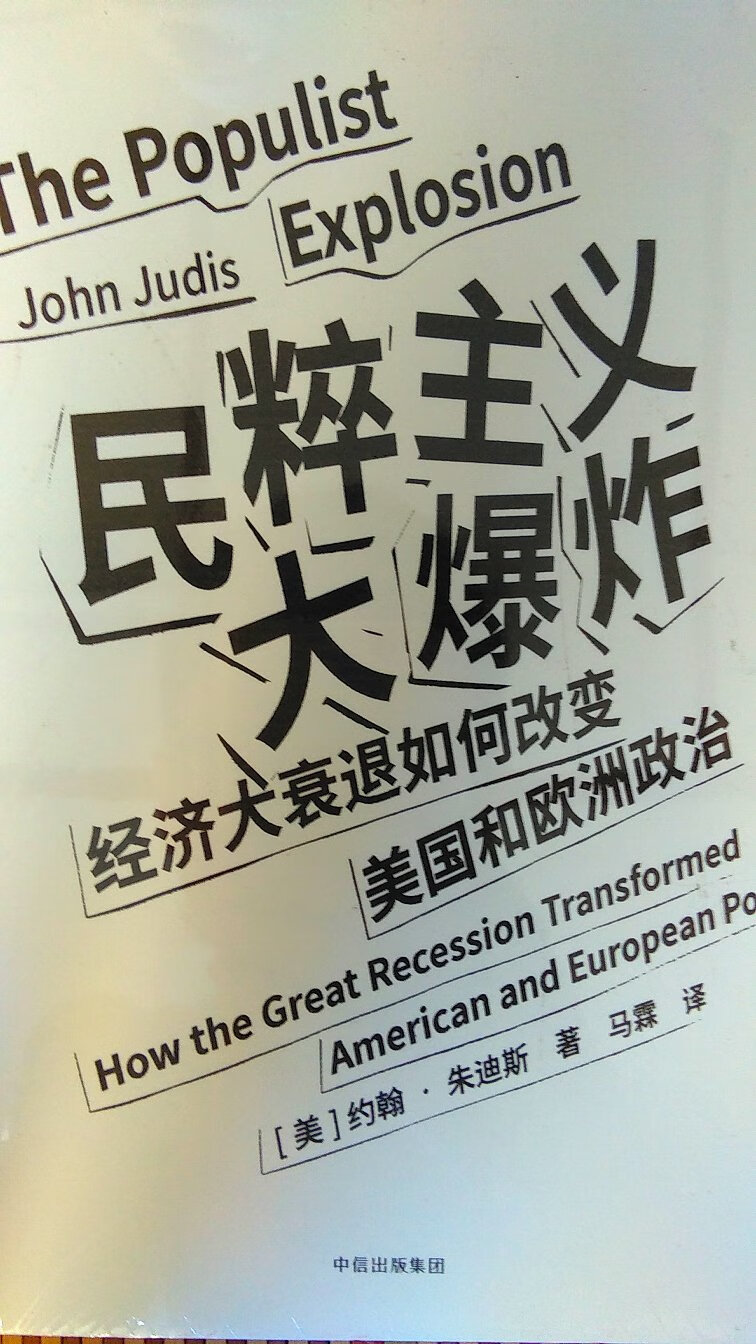 The Populist
Explosion
John Judis
民粹主义
大爆炸
经济大衰退如何改变
美国和欧洲政治
How the Great Recession Transformed
American and European Po
[美]约翰·朱迪斯 著 马霖 译
中信出版集团